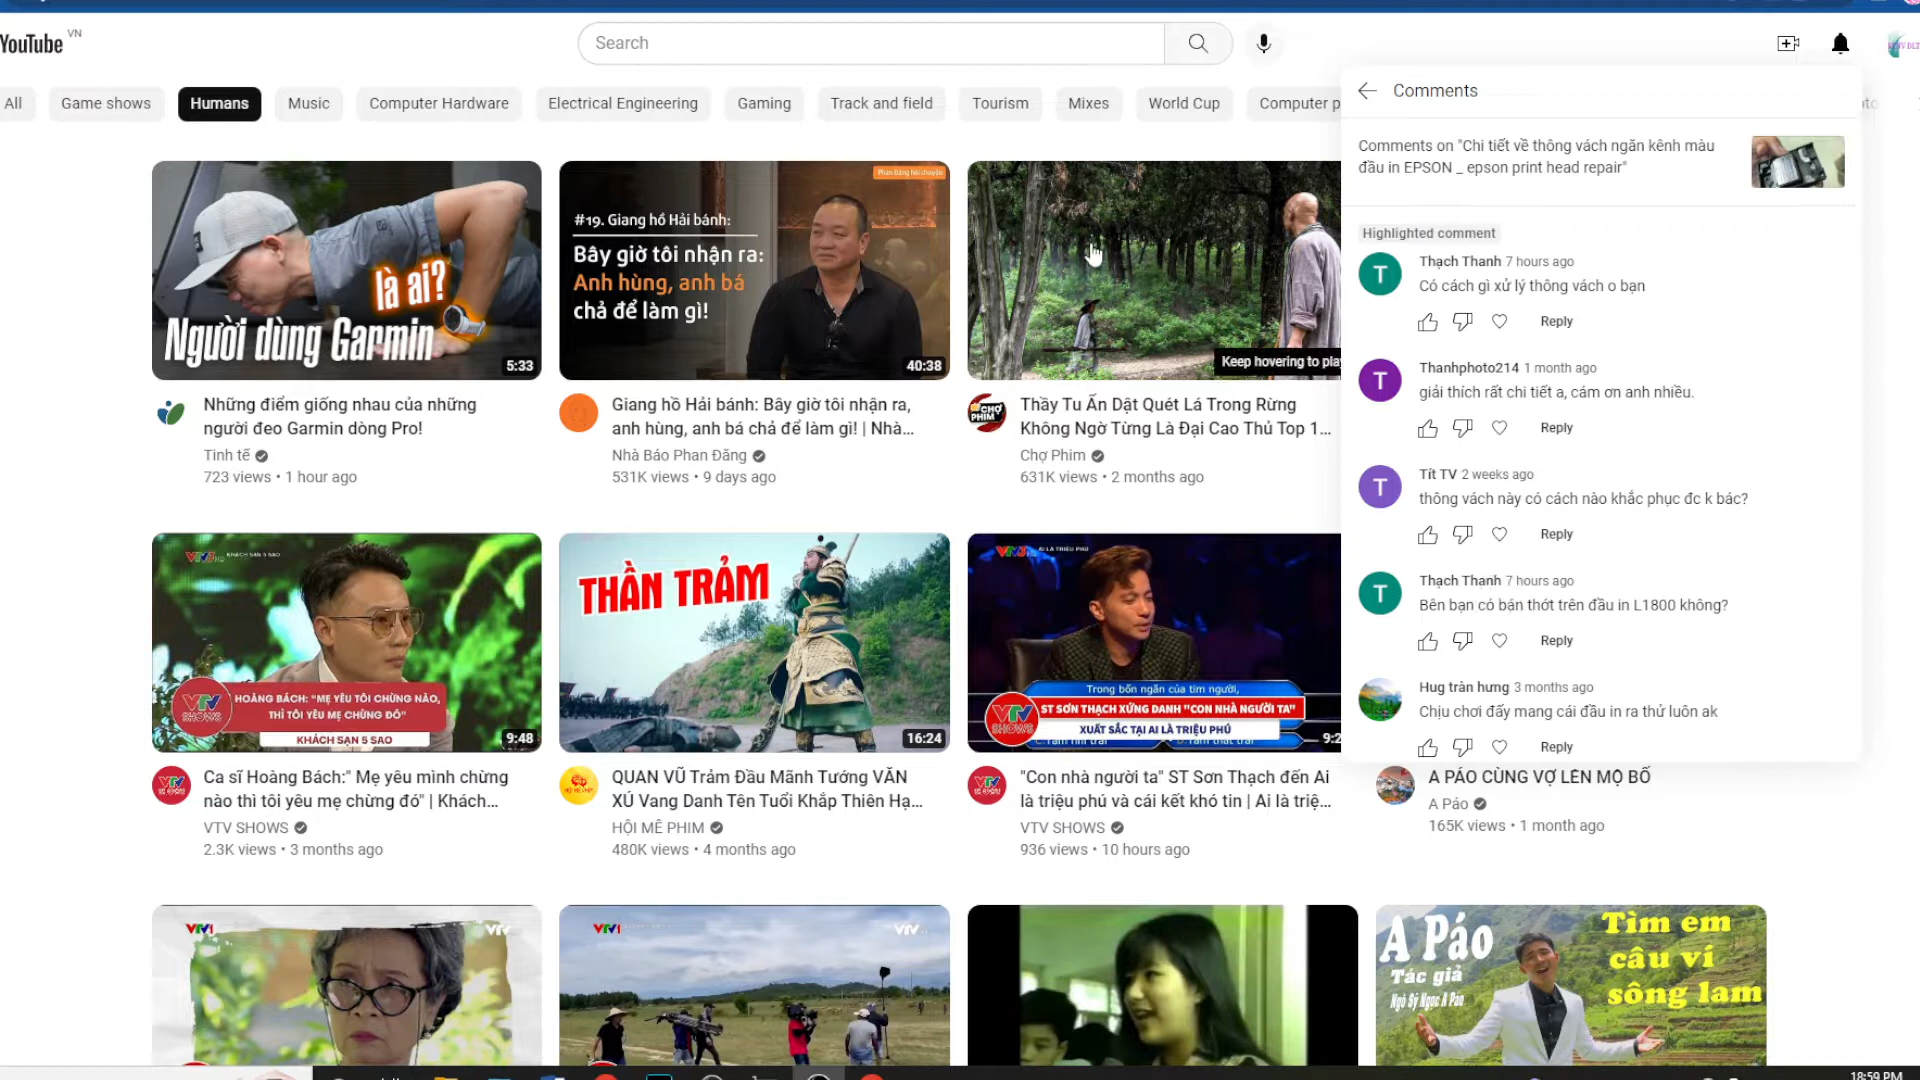 YouTube VN
Search
All
Game shows
Humans
Music
Computer Hardware
Electrical Engineering
Gaming
Track and field
Tourism
Mixes
World Cup
Computer p
Comments
Comments on "Chi tiết về thông vách ngăn kênh màu
đầu in EPSON _ epson print head repair"
Highlighted comment
Thạch Thanh 7 hours ago
Có cách gì xử lý thông vách o bạn
Reply
Thanhphoto214 1 month ago
giải thích rất chi tiết a, cám ơn anh nhiều.
Reply
Tít TV 2 weeks ago
thông vách này có cách nào khắc phục đc k bác?
Reply
Thạch Thanh 7 hours ago
Bên bạn có bán thớt trên đầu in L1800 không?
Reply
Hug tràn hưng 3 months ago
Chịu chơi đấy mang cái đầu in ra thử luôn ak
Reply
là ai?
Người dùng Garmin
5:33
Những điểm giống nhau của những
người đeo Garmin dòng Pro!
Tinh tế
723 views • 1 hour ago
#19. Giang hồ Hải bánh:
Bây giờ tôi nhận ra:
Anh hùng, anh bá
chả để làm gì!
40:38
Giang hồ Hải bánh: Bây giờ tôi nhận ra,
anh hùng, anh bá chả để làm gì! | Nhà...
Nhà Báo Phan Đăng
531K views • 9 days ago
Keep hovering to play
CHỢ
PHIM
Thầy Tu Ẩn Dật Quét Lá Trong Rừng
Không Ngờ Từng Là Đại Cao Thủ Top 1...
Chợ Phim
631K views • 2 months ago
VTV3
KHÁCH SẠN 5 SAO
VTV
SHOWS
HOÀNG BÁCH: "MẸ YÊU TÔI CHỪNG NÀO,
THÌ TÔI YÊU MẸ CHỪNG ĐÓ"
KHÁCH SẠN 5 SAO
9:48
Ca sĩ Hoàng Bách:" Mẹ yêu mình chừng
nào thì tôi yêu mẹ chừng đó" | Khách...
VTV SHOWS
2.3K views • 3 months ago
THẦN TRẢM
16:24
QUAN VŨ Trảm Đầu Mãnh Tướng VĂN
XÚ Vang Danh Tên Tuổi Khắp Thiên Hạ...
HỘI MÊ PHIM
480K views • 4 months ago
VTV3
AI LÀ TRIỆU PHÚ
Trong bốn ngăn của tim người,
VTV
SHOWS
ST SƠN THẠCH XỨNG DANH "CON NHÀ NGƯỜI TA"
XUẤT SẮC TẠI AI LÀ TRIỆU PHÚ
9:2
"Con nhà người ta" ST Sơn Thạch đến Ai
là triệu phú và cái kết khó tin | Ai là triệ...
VTV SHOWS
936 views • 10 hours ago
A PÁO CÙNG VỢ LÊN MỘ BỐ
A Páo
165K views • 1 month ago
VTV1
VTV
VTV1
VTV
A Páo
Tác giả
Ngô Sỹ Ngọc A Páo
Tìm em
câu ví
sông lam
18:59 PM